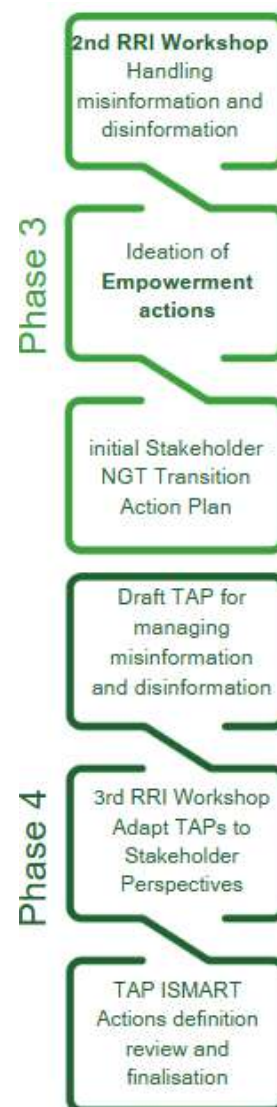 2nd RRI Workshop
Handling
misinformation and
disinformation
Phase 3
Ideation of
Empowerment
actions
initial Stakeholder
NGT Transition
Action Plan
Draft TAP for
managing
misinformation
and disinformation
Phase 4
3rd RRI Workshop
Adapt TAPs to
Stakeholder
Perspectives
TAP ISMART
Actions definition
review and
finalisation